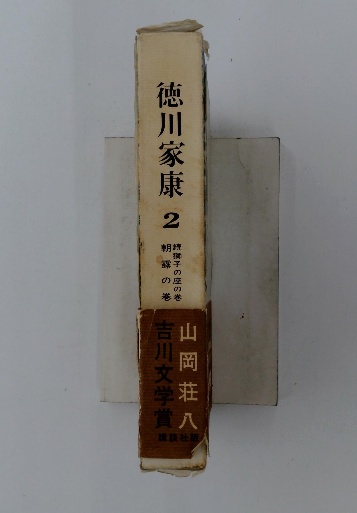 徳川家康
2
続獅子の座の巻
朝露の巻
山岡荘八
吉川文学賞
講談社版